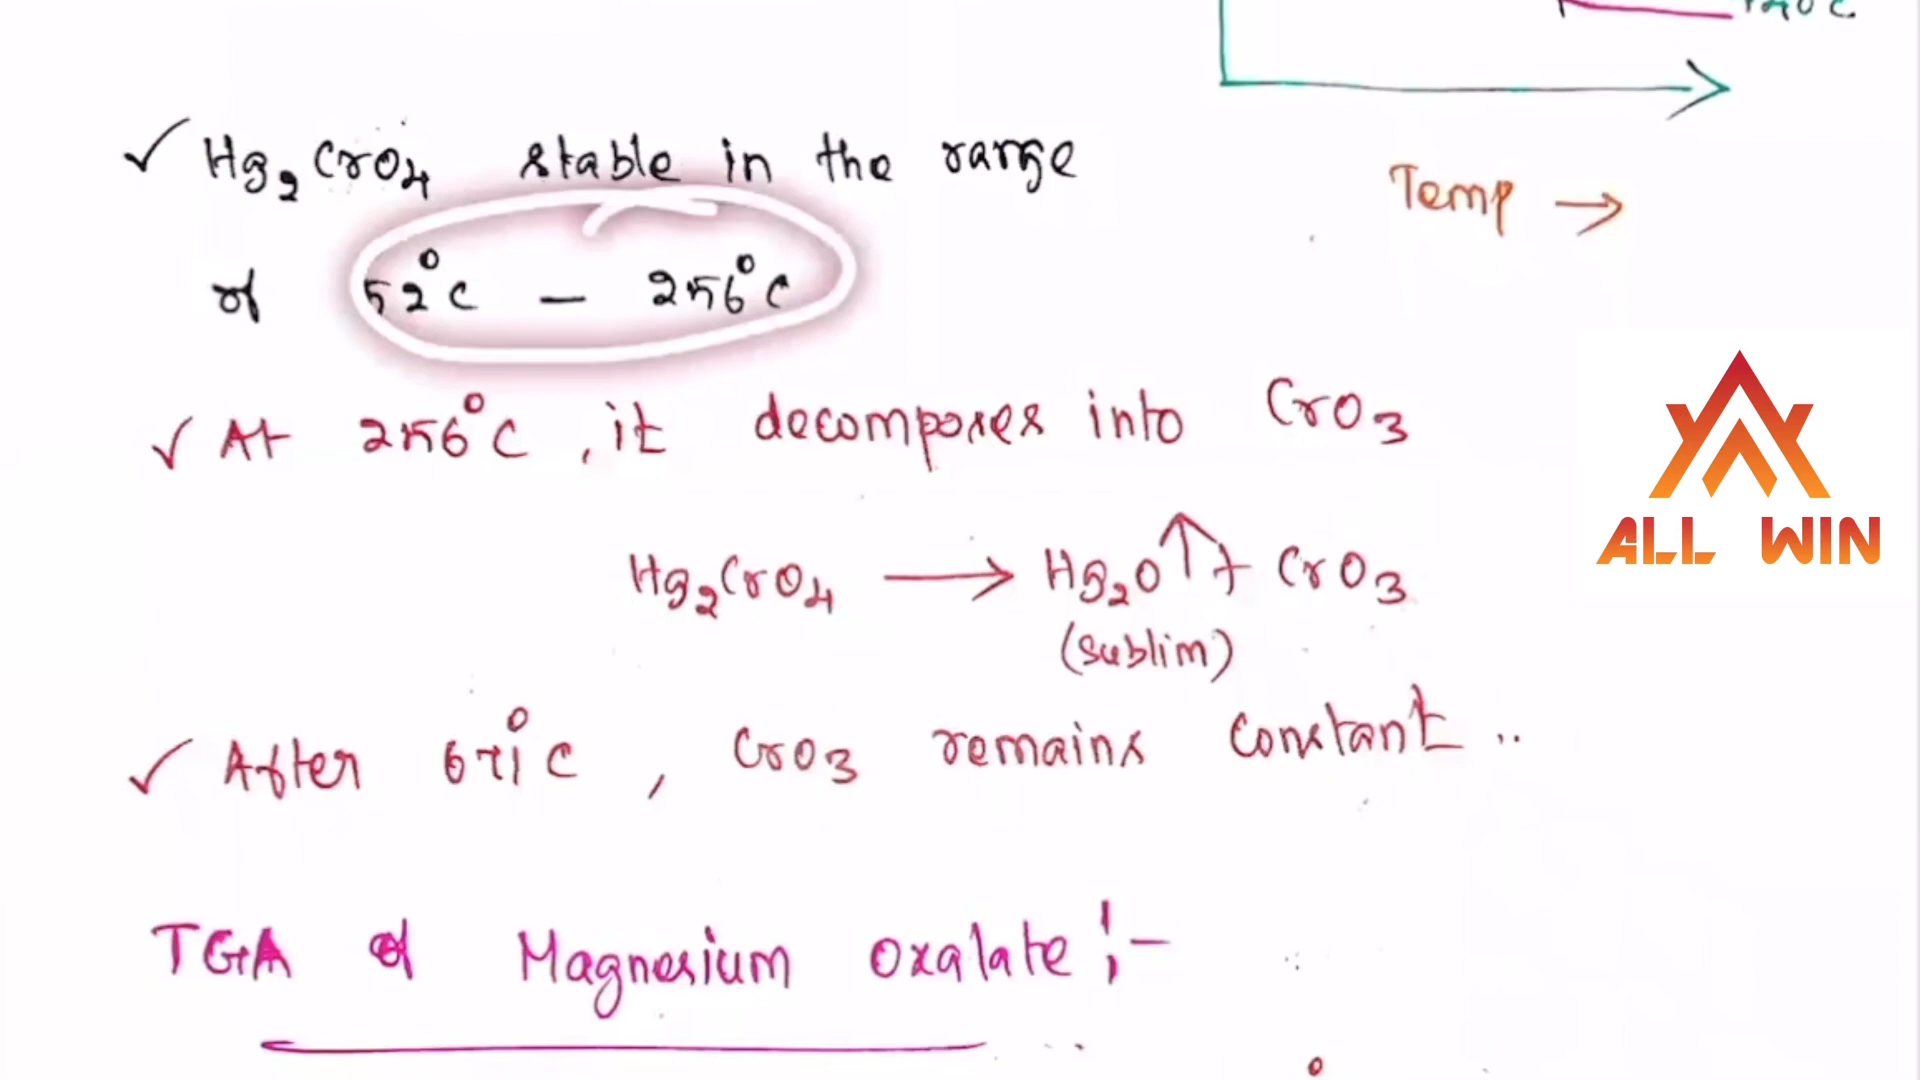 Hg₂CrO₄ stable in the range
Temp →
of 52°C – 256°C
✓ At 256°C, it decomposes into CrO₃
ALL WIN
Hg₂CrO₄ → Hg₂O↑ + CrO₃
(sublim)
✓ After 671°C, CrO₃ remains constant..
TGA of Magnesium oxalate :-